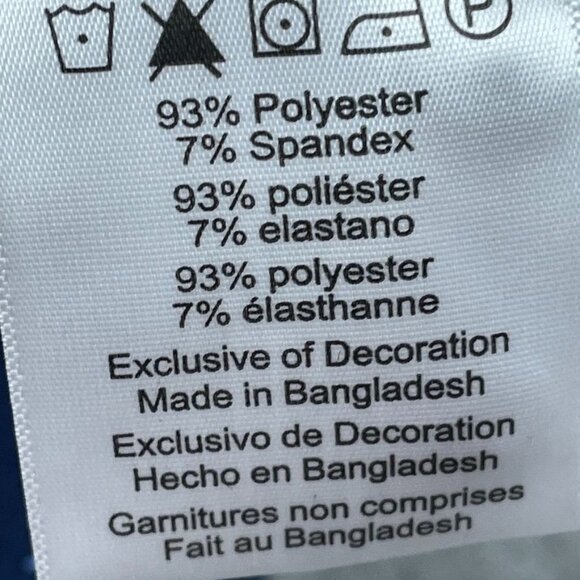 P
93% Polyester
7% Spandex
93% poliéster
7% elastano
93% polyester
7% élasthanne
Exclusive of Decoration
Made in Bangladesh
Exclusivo de Decoration
Hecho en Bangladesh
Garnitures non comprises
Fait au Bangladesh